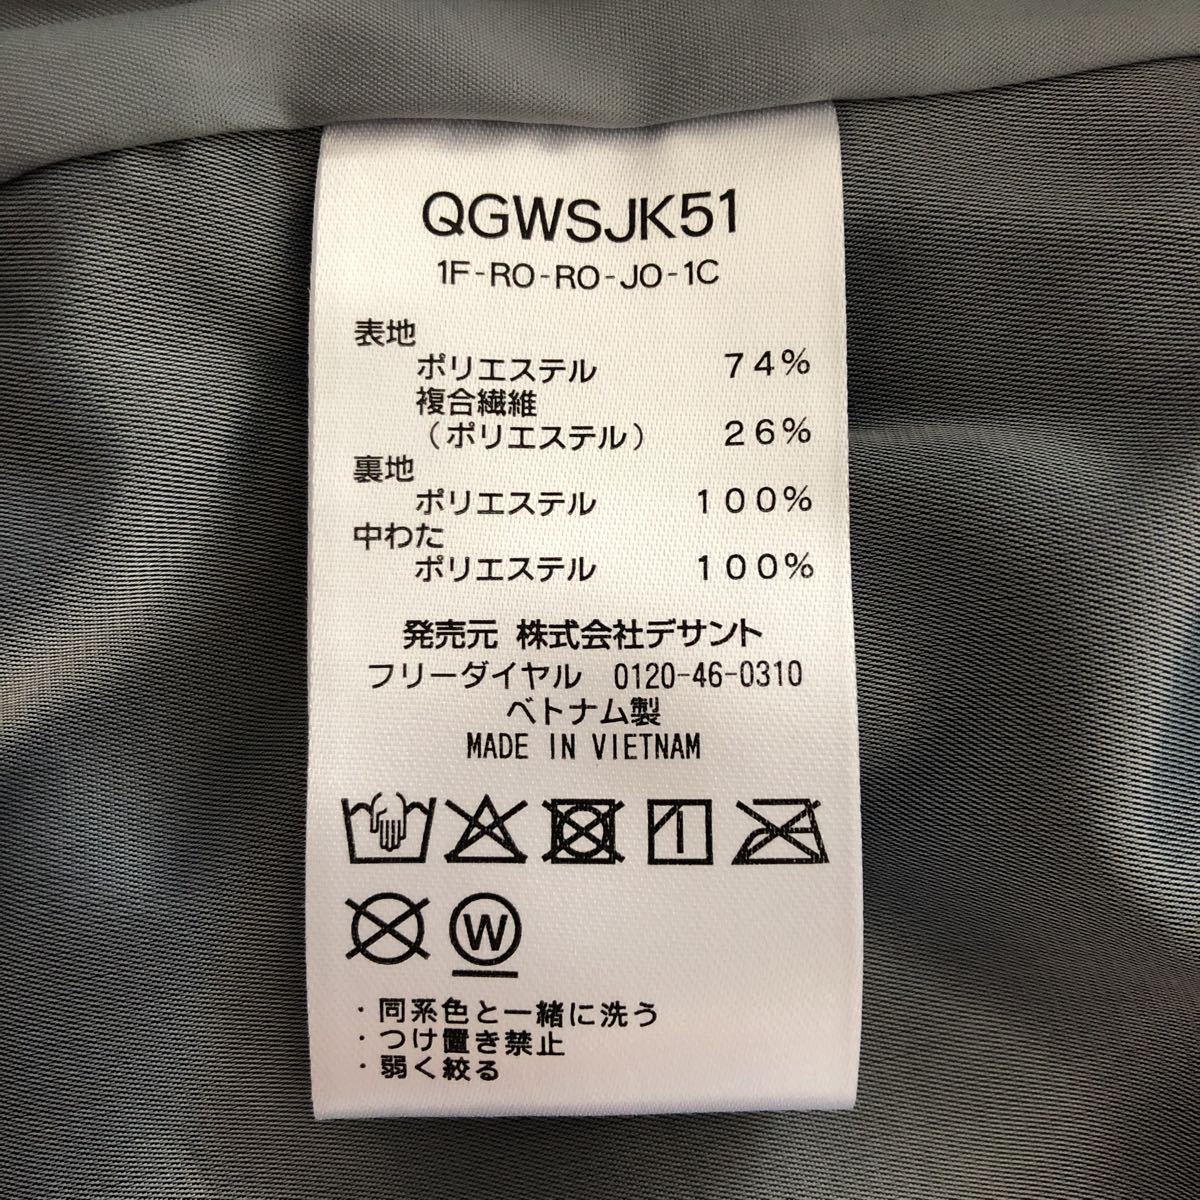 QGWSJK51
1F-RO-RO-JO-1C
表地
ポリエステル 74%
複合繊維
(ポリエステル) 26%
裏地
ポリエステル 100%
中わた
ポリエステル 100%
発売元 株式会社デサント
フリーダイヤル 0120-46-0310
ベトナム製
MADE IN VIETNAM
W
・同系色と一緒に洗う
・つけ置き禁止
・弱く絞る